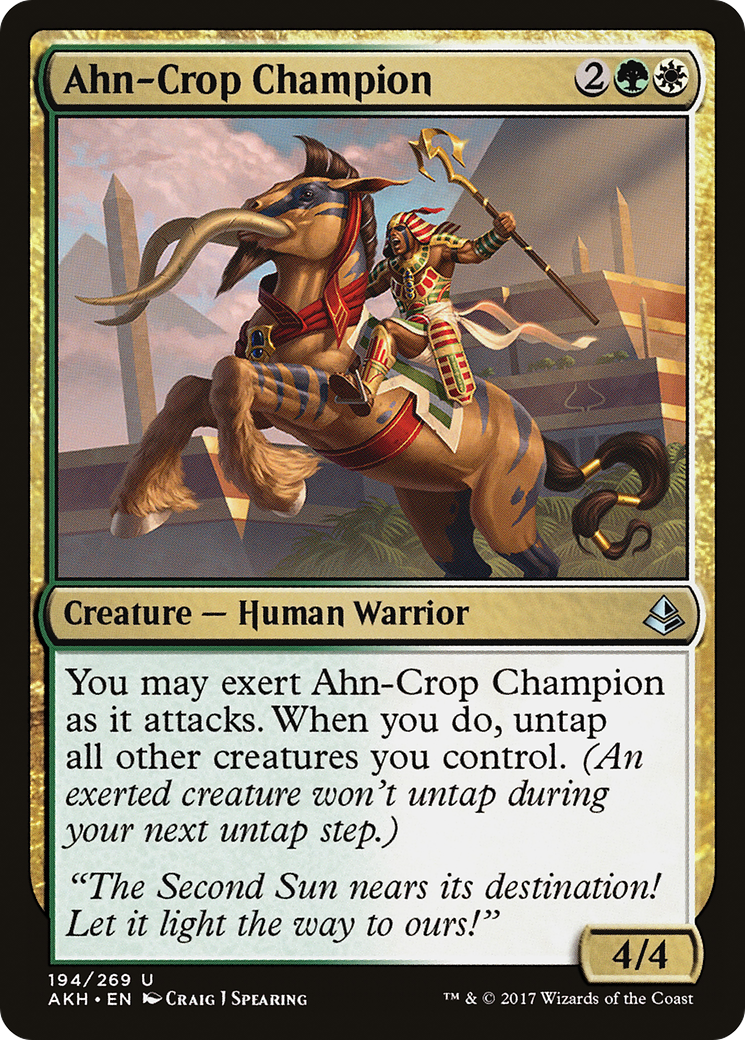 Ahn-Crop Champion 2
Creature — Human Warrior
You may exert Ahn-Crop Champion
as it attacks. When you do, untap
all other creatures you control. (An
exerted creature won't untap during
your next untap step.)
“The Second Sun nears its destination!
Let it light the way to ours!”
4/4
194/269 U
AKH • EN Craig J Spearing
™ & © 2017 Wizards of the Coast